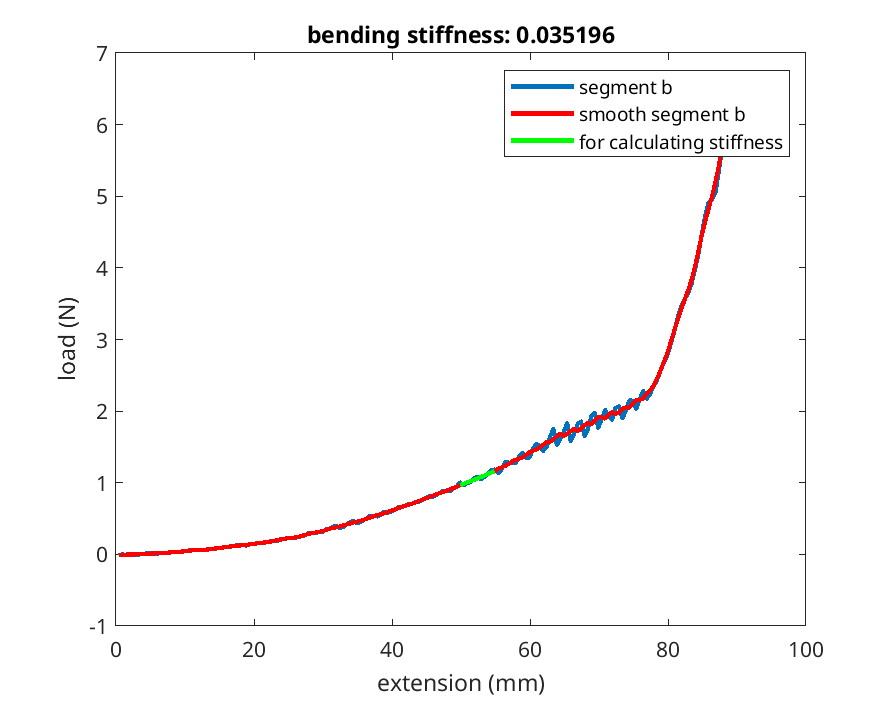 bending stiffness: 0.035196
7
6
5
4
3
2
1
0
-1
segment b
smooth segment b
for calculating stiffness
load (N)
0 20 40 60 80 100
extension (mm)